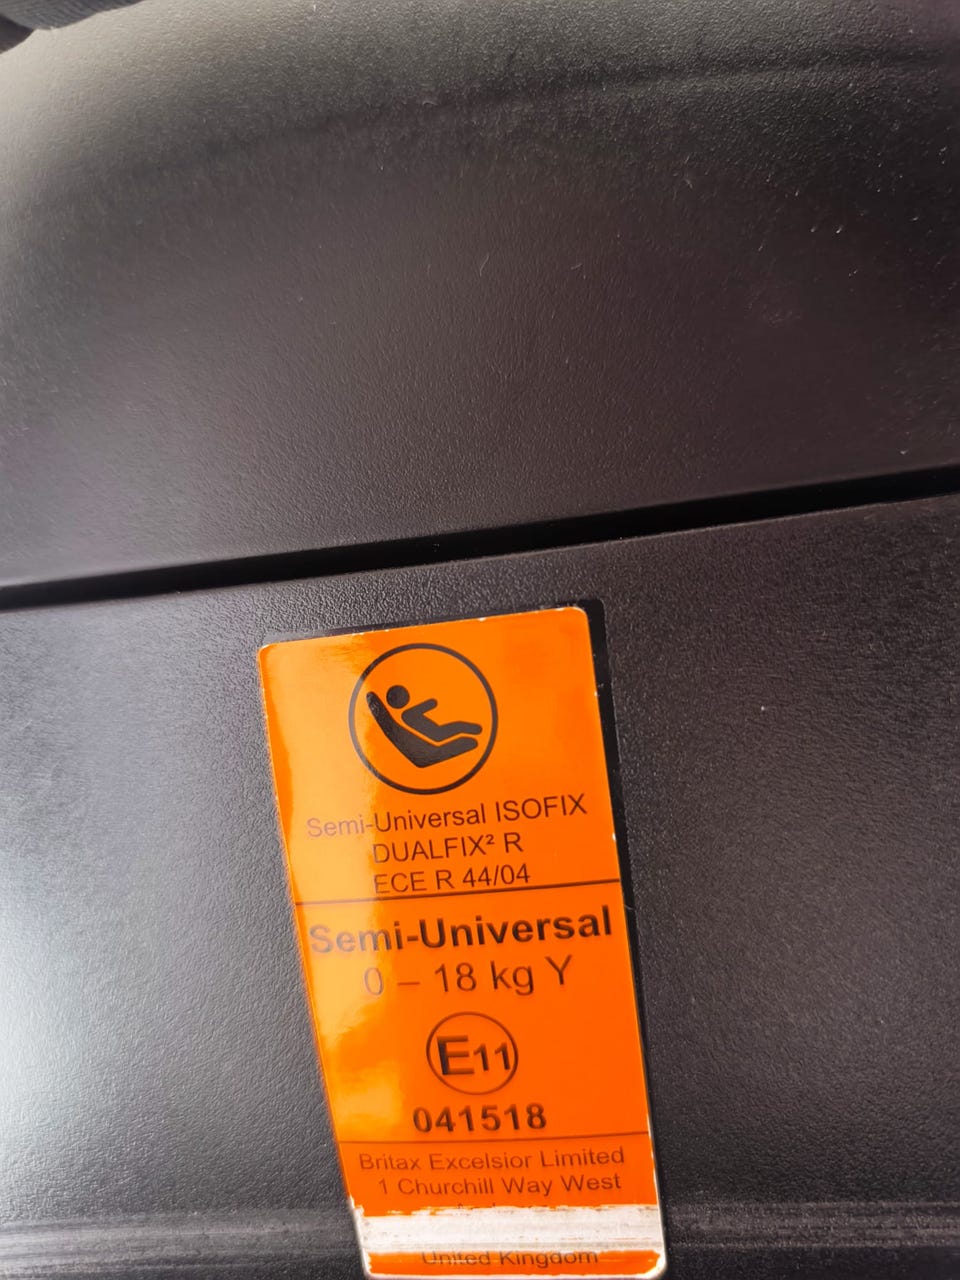 Semi-Universal ISOFIX
DUALFIX² R
ECE R 44/04
Semi-Universal
0 – 18 kg Y
E11
041518
Britax Excelsior Limited
1 Churchill Way West
United Kingdom